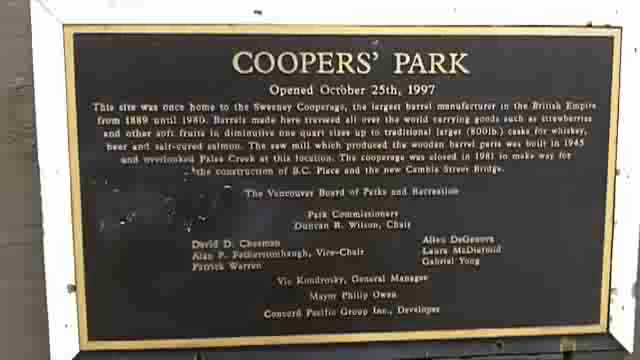 COOPERS' PARK
Opened October 25th, 1997
This site was once home to the Sweeney Cooperage, the largest barrel manufacturer in the British Empire
from 1889 until 1980. Barrels made here traveled all over the world carrying goods such as strawberries
and other soft fruits in diminutive one quart sizes up to traditional larger (800lb.) casks for whiskey,
beer and salt-cured salmon. The saw mill which produced the wooden barrel parts was built in 1945
and overlooked False Creek at this location. The cooperage was closed in 1981 to make way for
the construction of B.C. Place and the new Cambie Street Bridge.
The Vancouver Board of Parks and Recreation
Park Commissioners
Duncan R. Wilson, Chair
David D. Chesman
Allan DeGenova
Alan P. Fetherstonhaugh, Vice-Chair
Laura McDiarmid
Patrick Warren
Gabriel Yong
Vic Kondrosky, General Manager
Mayor Philip Owen
Concord Pacific Group Inc., Developer